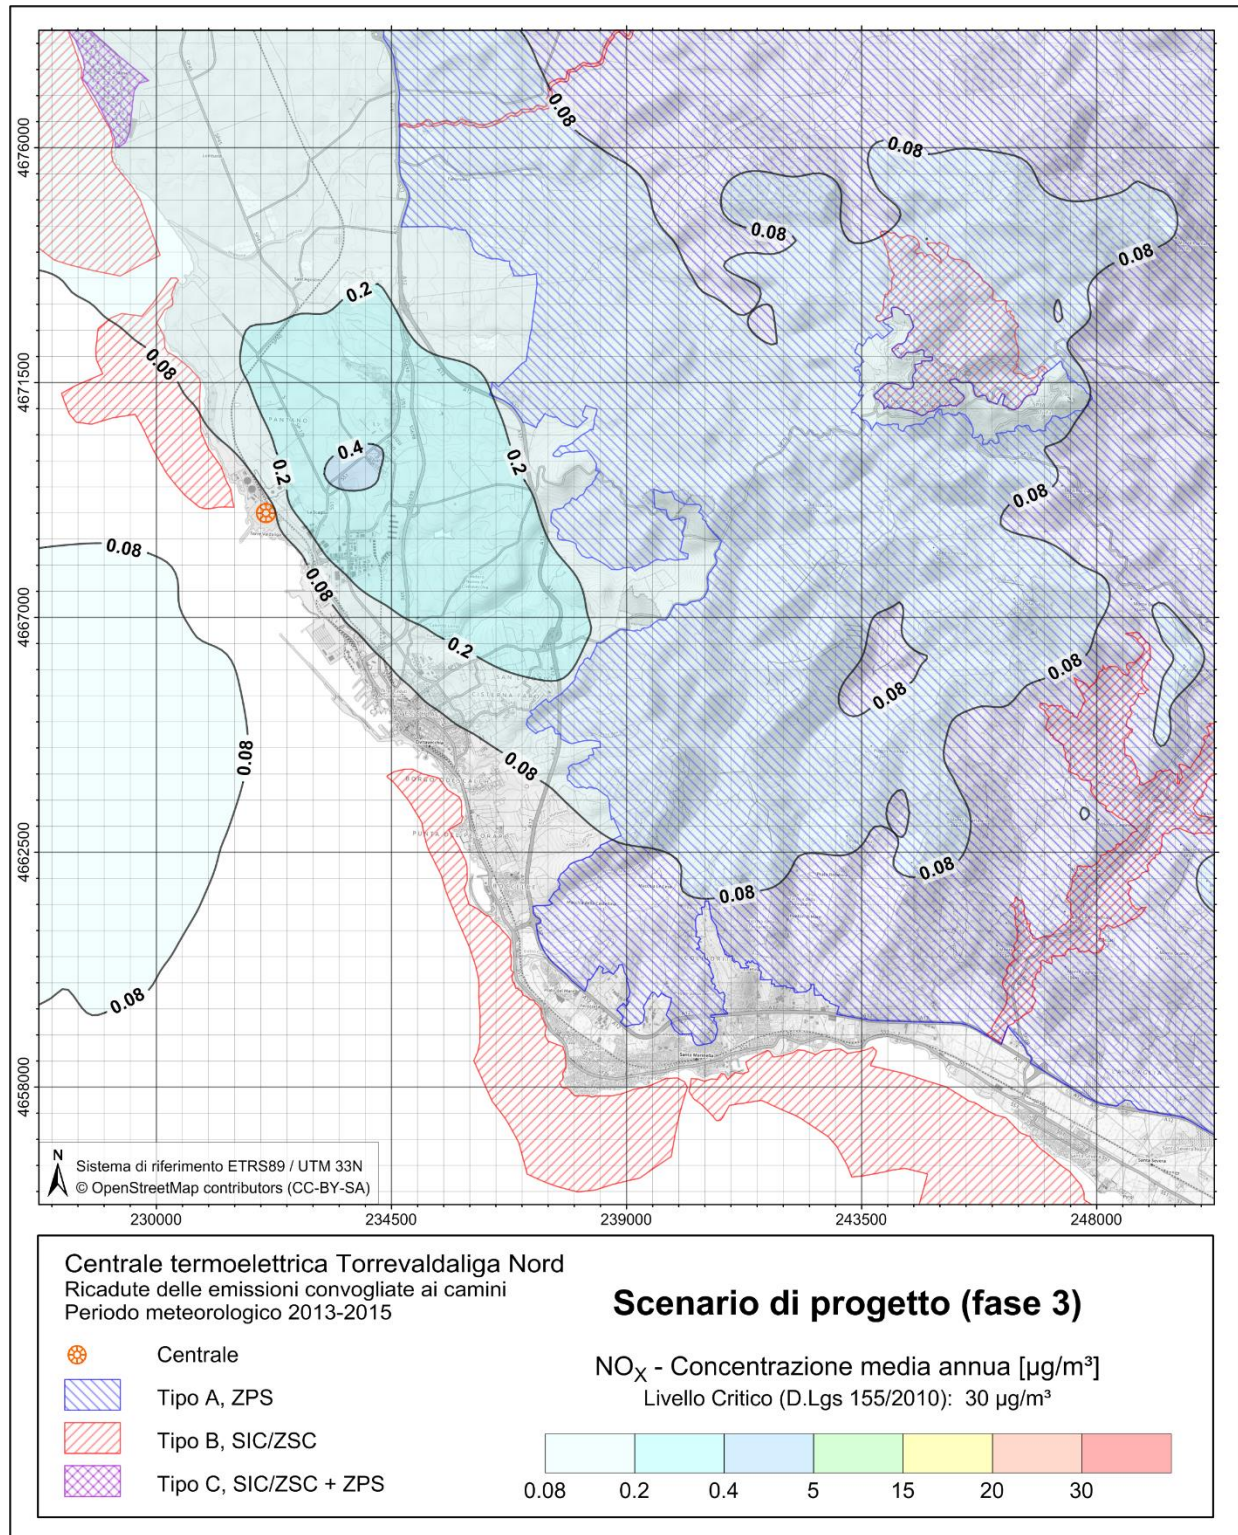 0.08
0.08
0.08
0.08
0.2
0.08
0.4
0.2
0.2
0.08
0.08
0.08
0.2
0.08
0.08
0.08
0.08
0.08
0.08
0.08
4676000
4671500
4667000
4662500
4658000
PANTANO
Civitavecchia
Santa Marinella
Santa Severa
N
Sistema di riferimento ETRS89 / UTM 33N
© OpenStreetMap contributors (CC-BY-SA)
230000 234500 239000 243500 248000
Centrale termoelettrica Torrevaldaliga Nord
Ricadute delle emissioni convogliate ai camini
Periodo meteorologico 2013-2015
Centrale
Tipo A, ZPS
Tipo B, SIC/ZSC
Tipo C, SIC/ZSC + ZPS
Scenario di progetto (fase 3)
NOX - Concentrazione media annua [µg/m³]
Livello Critico (D.Lgs 155/2010): 30 µg/m³
0.08 0.2 0.4 5 15 20 30